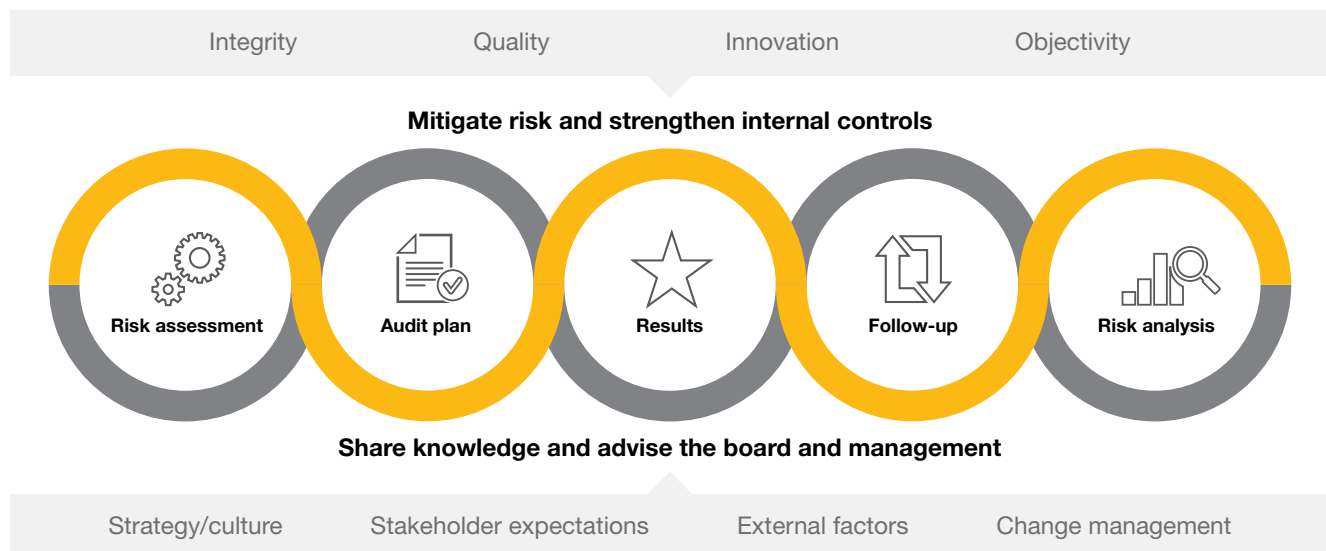 Integrity Quality Innovation Objectivity
Mitigate risk and strengthen internal controls
Risk assessment Audit plan Results Follow-up Risk analysis
Share knowledge and advise the board and management
Strategy/culture Stakeholder expectations External factors Change management